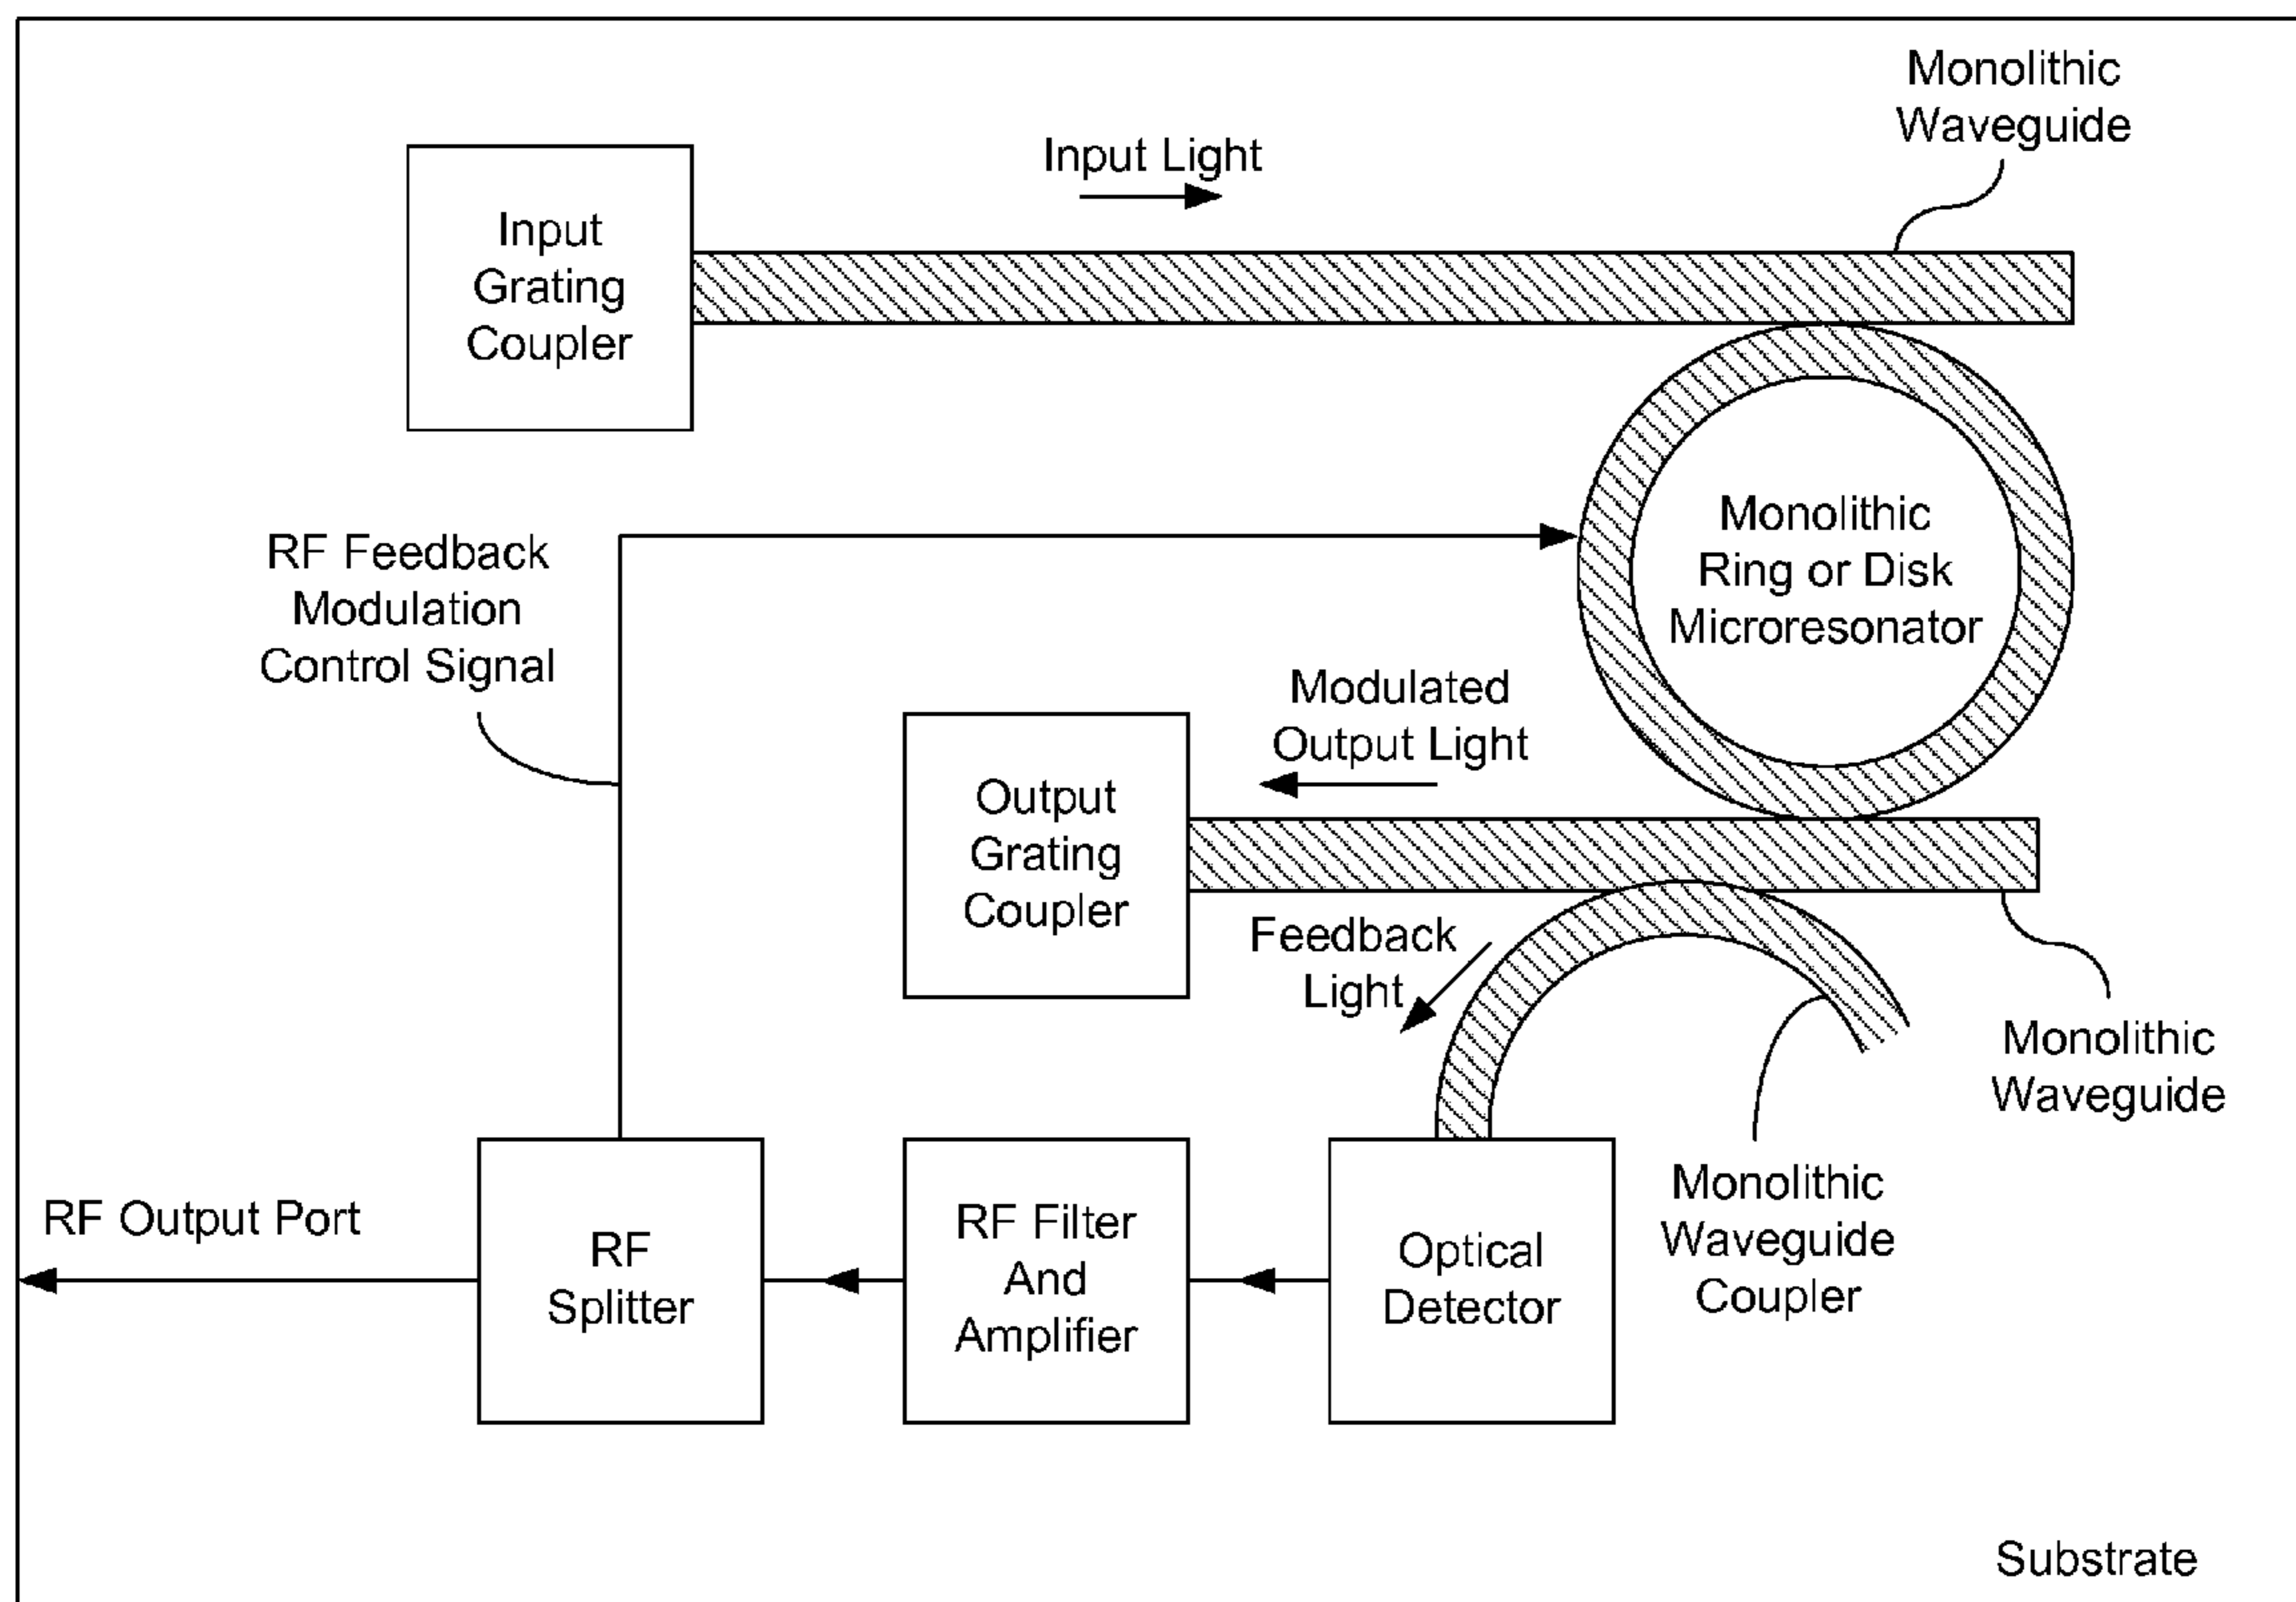 Monolithic
Waveguide
Input Light
Input
Grating
Coupler
Monolithic
Ring or Disk
Microresonator
RF Feedback
Modulation
Control Signal
Modulated
Output Light
Output
Grating
Coupler
Feedback
Light
Monolithic
Waveguide
Monolithic
Waveguide
Coupler
RF Output Port
RF
Splitter
RF Filter
And
Amplifier
Optical
Detector
Substrate